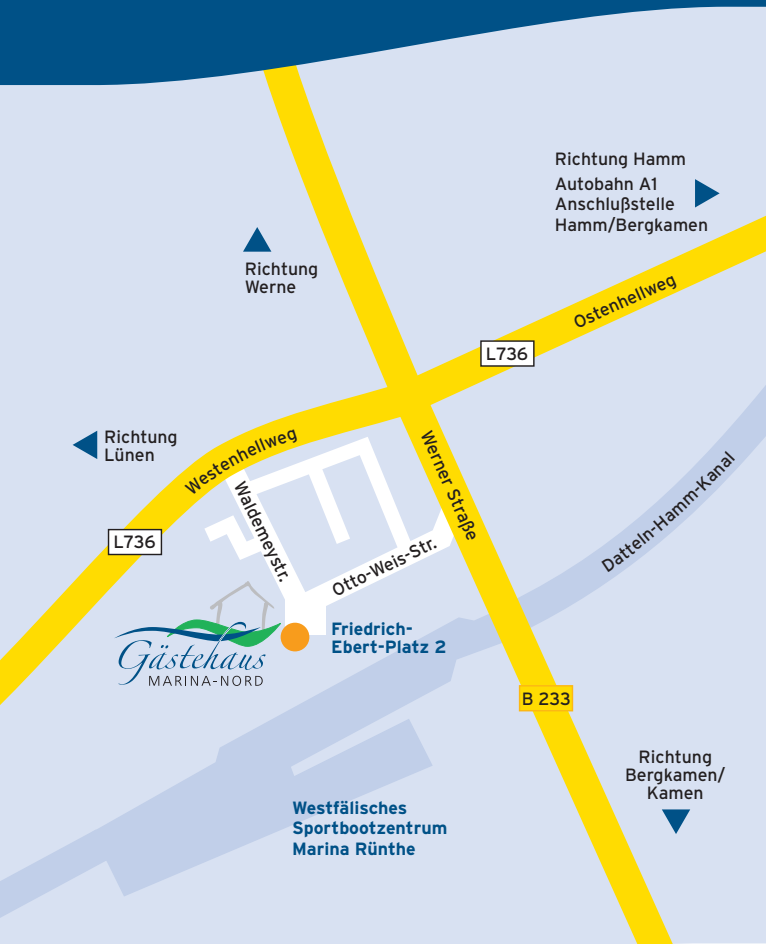 Richtung Hamm
Autobahn A1
Anschlußstelle
Hamm/Bergkamen
Richtung
Werne
Ostenhellweg
L736
Richtung
Lünen
Westenhellweg
Werner Straße
Waldemeystr.
Datteln-Hamm-Kanal
L736
Otto-Weis-Str.
Friedrich-
Ebert-Platz 2
Gästehaus
MARINA-NORD
B 233
Richtung
Bergkamen/
Kamen
Westfälisches
Sportbootzentrum
Marina Rünthe